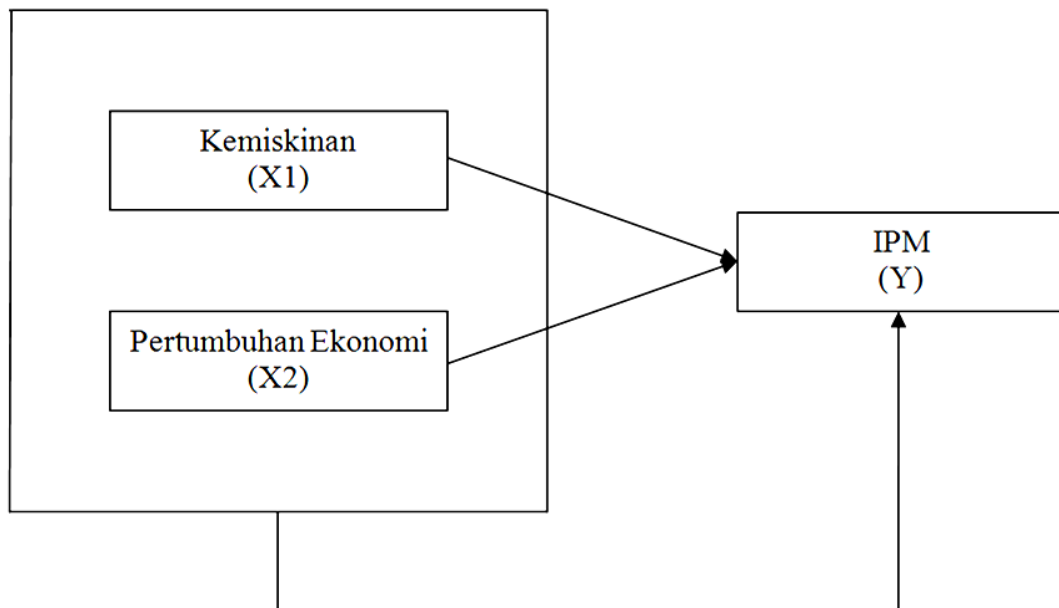 Kemiskinan
(X1)
IPM
(Y)
Pertumbuhan Ekonomi
(X2)